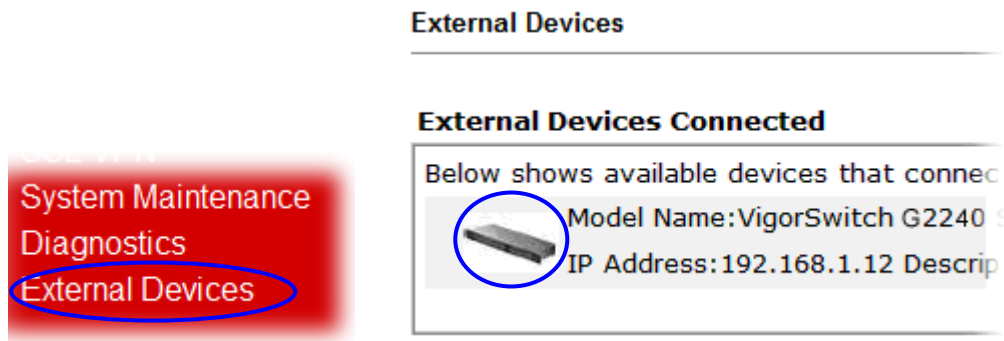 External Devices
External Devices Connected
Below shows available devices that connec
Model Name:VigorSwitch G2240
IP Address:192.168.1.12 Descrip
System Maintenance
Diagnostics
External Devices